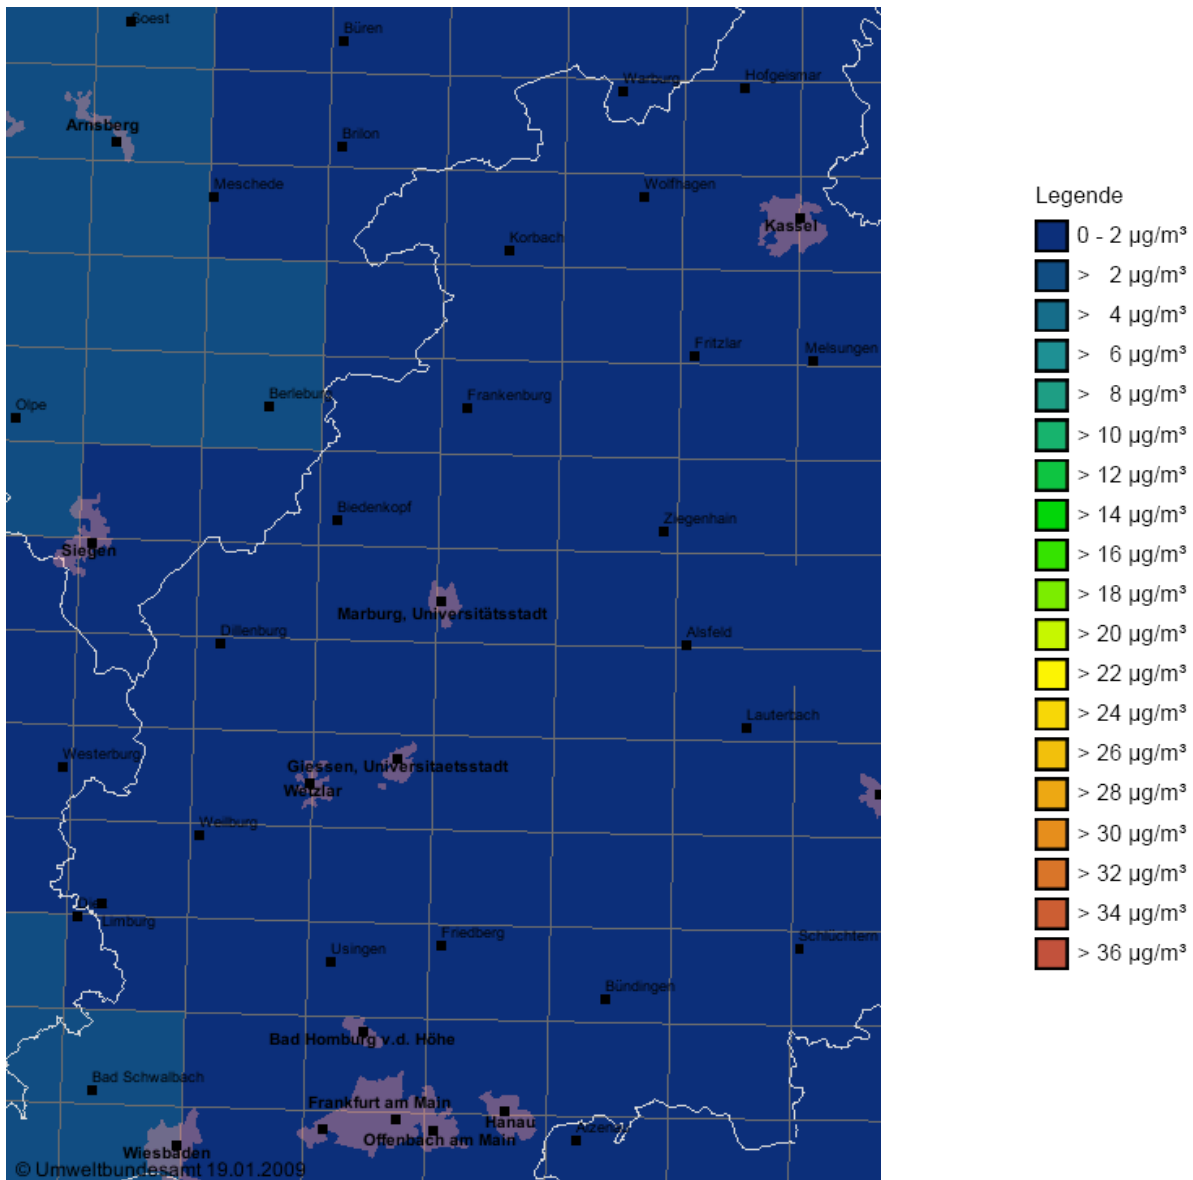 Soest
Büren
Warburg
Hofgeismar
Arnsberg
Brilon
Meschede
Wolfhagen
Kassel
Korbach
Fritzlar
Melsungen
Berleburg
Frankenburg
Olpe
Biedenkopf
Ziegenhain
Siegen
Marburg, Universitätsstadt
Dillenburg
Alsfeld
Lauterbach
Westerburg
Giessen, Universitaetsstadt
Wetzlar
Weilburg
Limburg
Friedberg
Schluchtern
Usingen
Bündingen
Bad Homburg v.d. Höhe
Bad Schwalbach
Frankfurt am Main
Hanau
Alzenau
Offenbach am Main
Wiesbaden
© Umweltbundesamt 19.01.2009
Legende
0 - 2 µg/m³
> 2 µg/m³
> 4 µg/m³
> 6 µg/m³
> 8 µg/m³
> 10 µg/m³
> 12 µg/m³
> 14 µg/m³
> 16 µg/m³
> 18 µg/m³
> 20 µg/m³
> 22 µg/m³
> 24 µg/m³
> 26 µg/m³
> 28 µg/m³
> 30 µg/m³
> 32 µg/m³
> 34 µg/m³
> 36 µg/m³